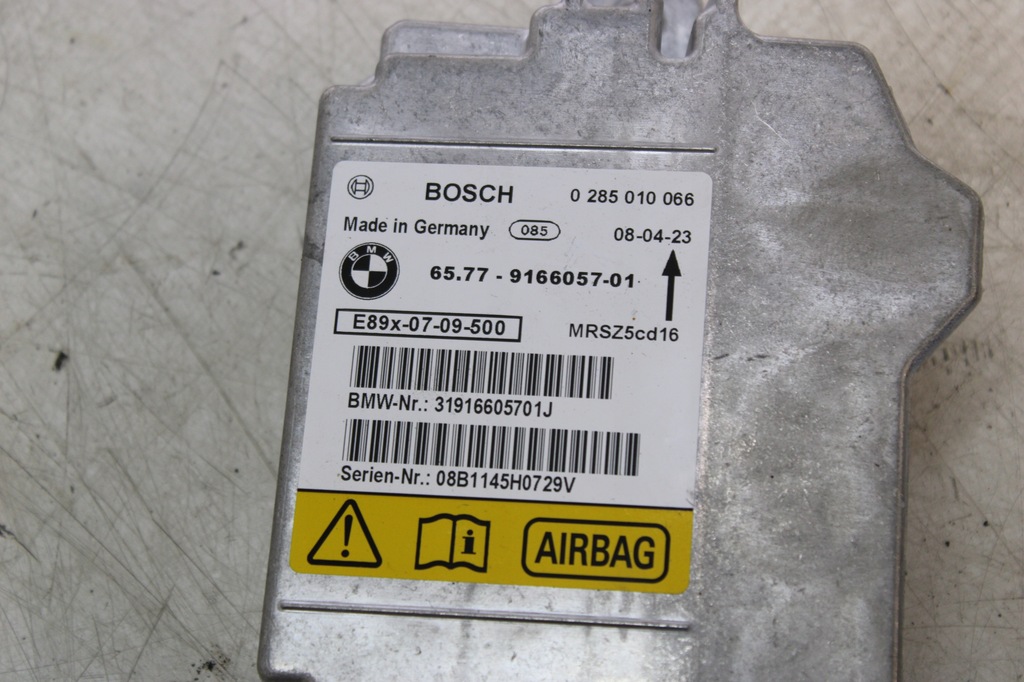 BOSCH 0 285 010 066
Made in Germany 085 08-04-23
BMW 65.77 - 9166057-01
E89x-07-09-500 MRSZ5cd16
BMW-Nr.: 31916605701J
Serien-Nr.: 08B1145H0729V
! i AIRBAG